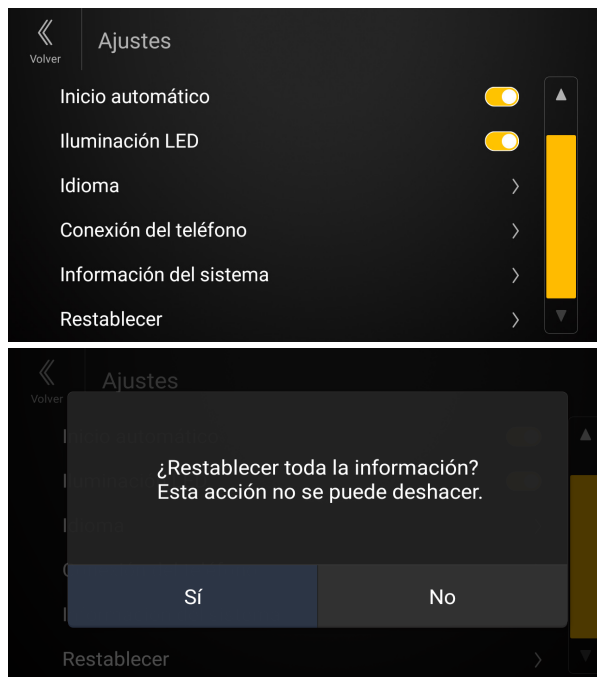 Volver
Ajustes
Inicio automático
Iluminación LED
Idioma
Conexión del teléfono
Información del sistema
Restablecer
Volver
Ajustes
¿Restablecer toda la información?
Esta acción no se puede deshacer.
Idioma
Sí
No
Restablecer